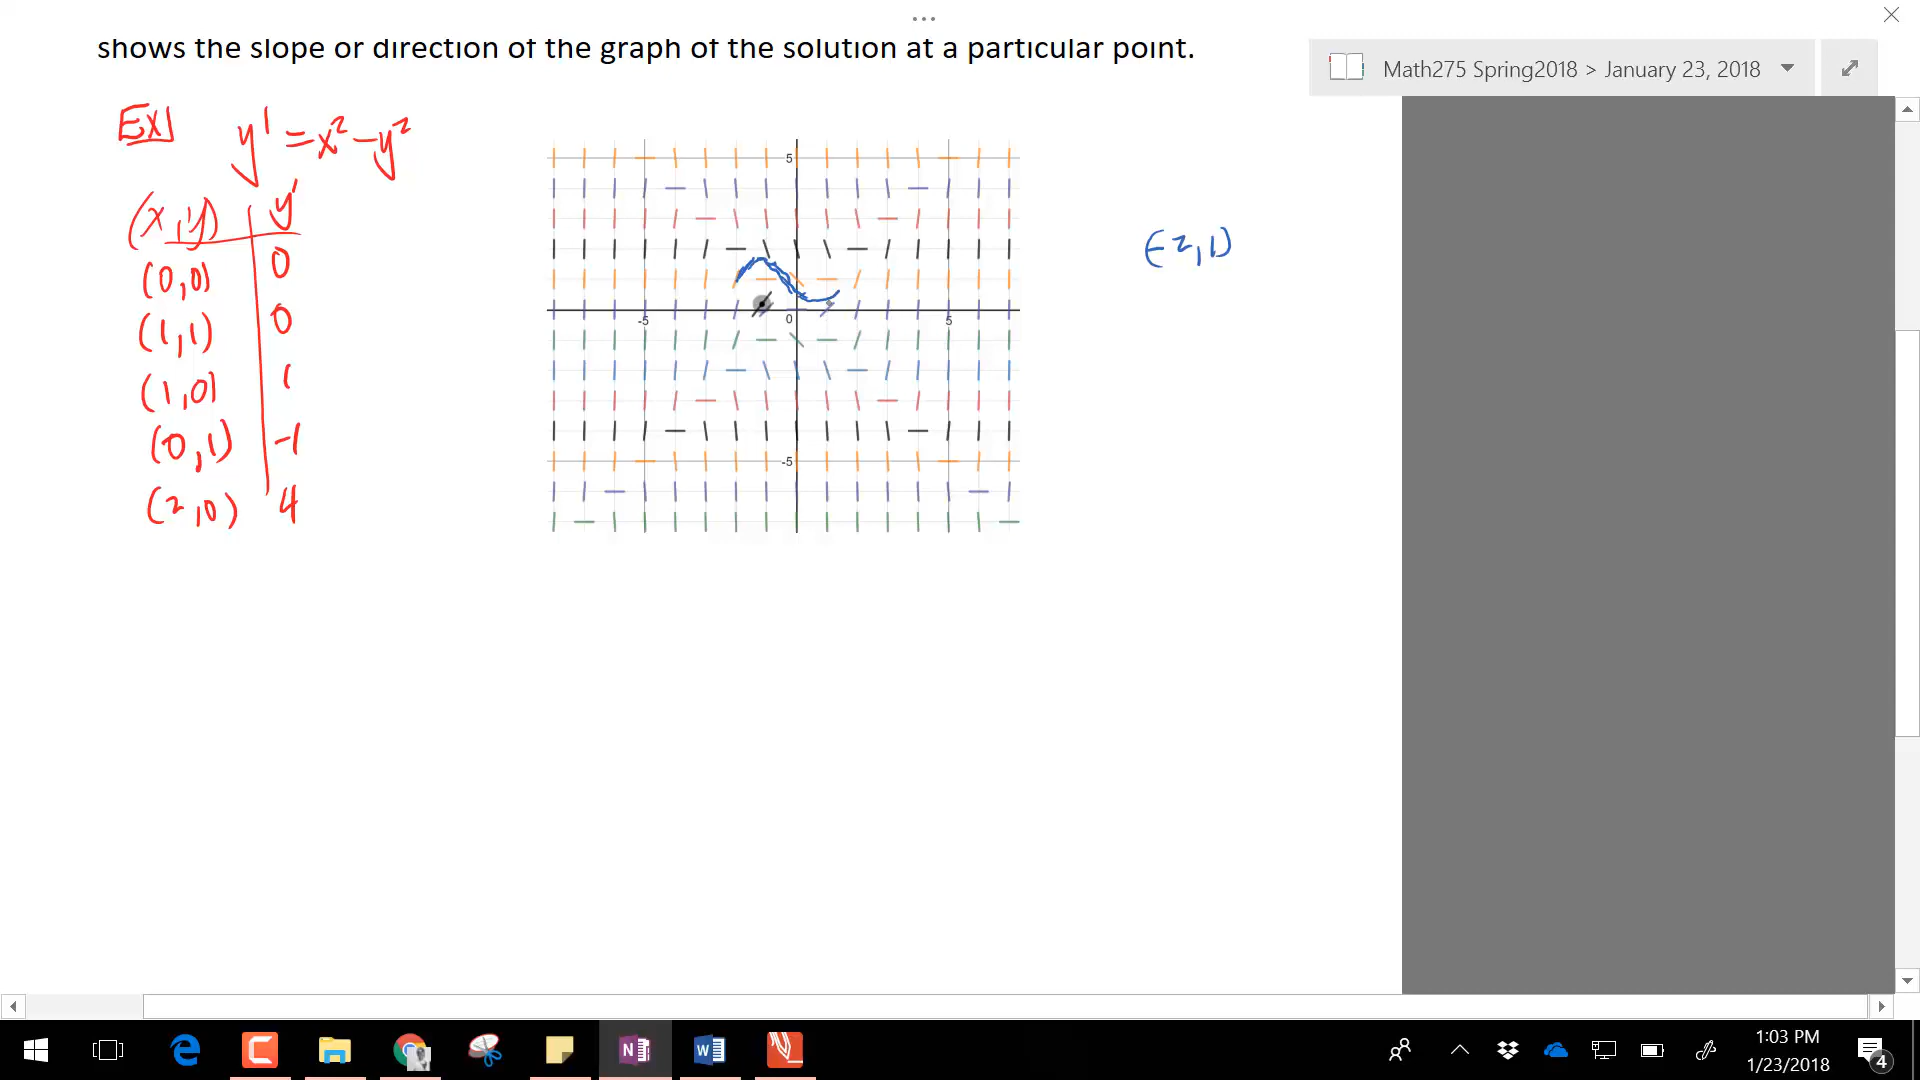 shows the slope or direction of the graph of the solution at a particular point.
Math275 Spring2018 > January 23, 2018
Ex1 y' = x² - y²
(x,y) y'
(0,0) 0
(1,1) 0
(1,0) 1
(0,1) -1
(2,0) 4
5
-5 0 5
-5
(-2,1)
1:03 PM
1/23/2018
4